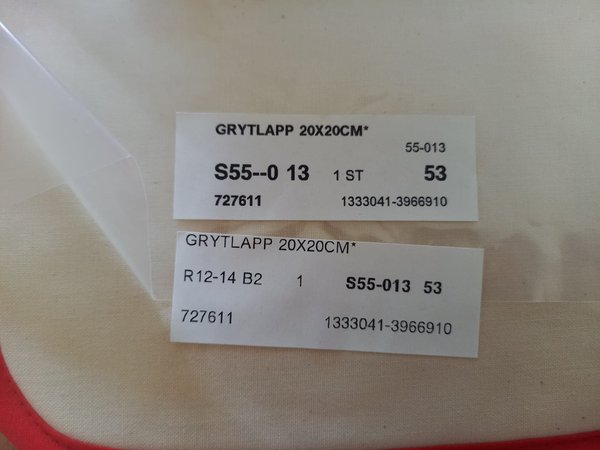 GRYTLAPP 20X20CM*
55-013
S55--0 13 1 ST 53
727611 1333041-3966910
GRYTLAPP 20X20CM*
R12-14 B2 1 S55-013 53
727611 1333041-3966910